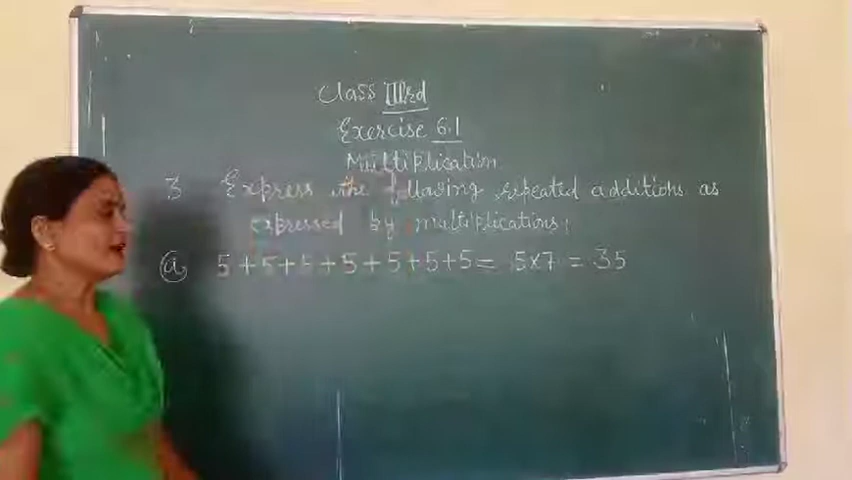 Class IIIrd
Exercise 6.1
Multiplication
3 Express the following repeated additions as
expressed by multiplications:
(a) 5+5+5+5+5+5+5= 5×7 = 35